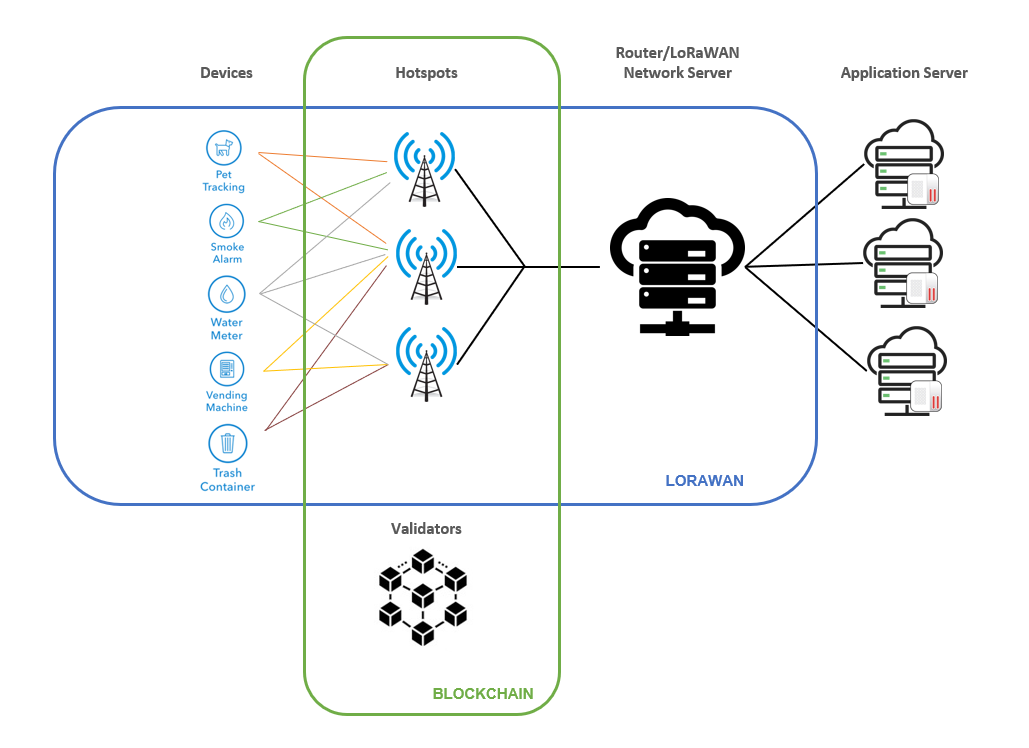 Devices
Hotspots
Router/LoRaWAN
Network Server
Application Server
Pet
Tracking
Smoke
Alarm
Water
Meter
Vending
Machine
Trash
Container
LORAWAN
Validators
BLOCKCHAIN